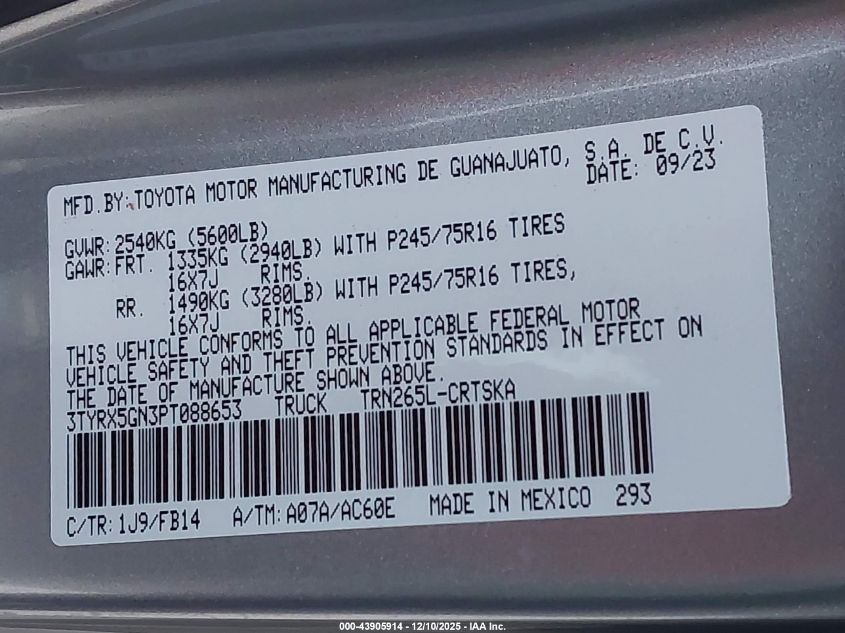 MFD.BY:TOYOTA MOTOR MANUFACTURING DE GUANAJUATO, S.A. DE C.V.
DATE: 09/23
GVWR:2540KG (5600LB)
GAWR:FRT. 1335KG (2940LB) WITH P245/75R16 TIRES
16X7J RIMS.
RR. 1490KG (3280LB) WITH P245/75R16 TIRES,
16X7J RIMS.
THIS VEHICLE CONFORMS TO ALL APPLICABLE FEDERAL MOTOR
VEHICLE SAFETY AND THEFT PREVENTION STANDARDS IN EFFECT ON
THE DATE OF MANUFACTURE SHOWN ABOVE.
3TYRX5GN3PT088653 TRUCK TRN265L-CRTSKA
C/TR:1J9/FB14 A/TM:A07A/AC60E MADE IN MEXICO 293
000-43905914 - 12/10/2025 - IAA Inc.